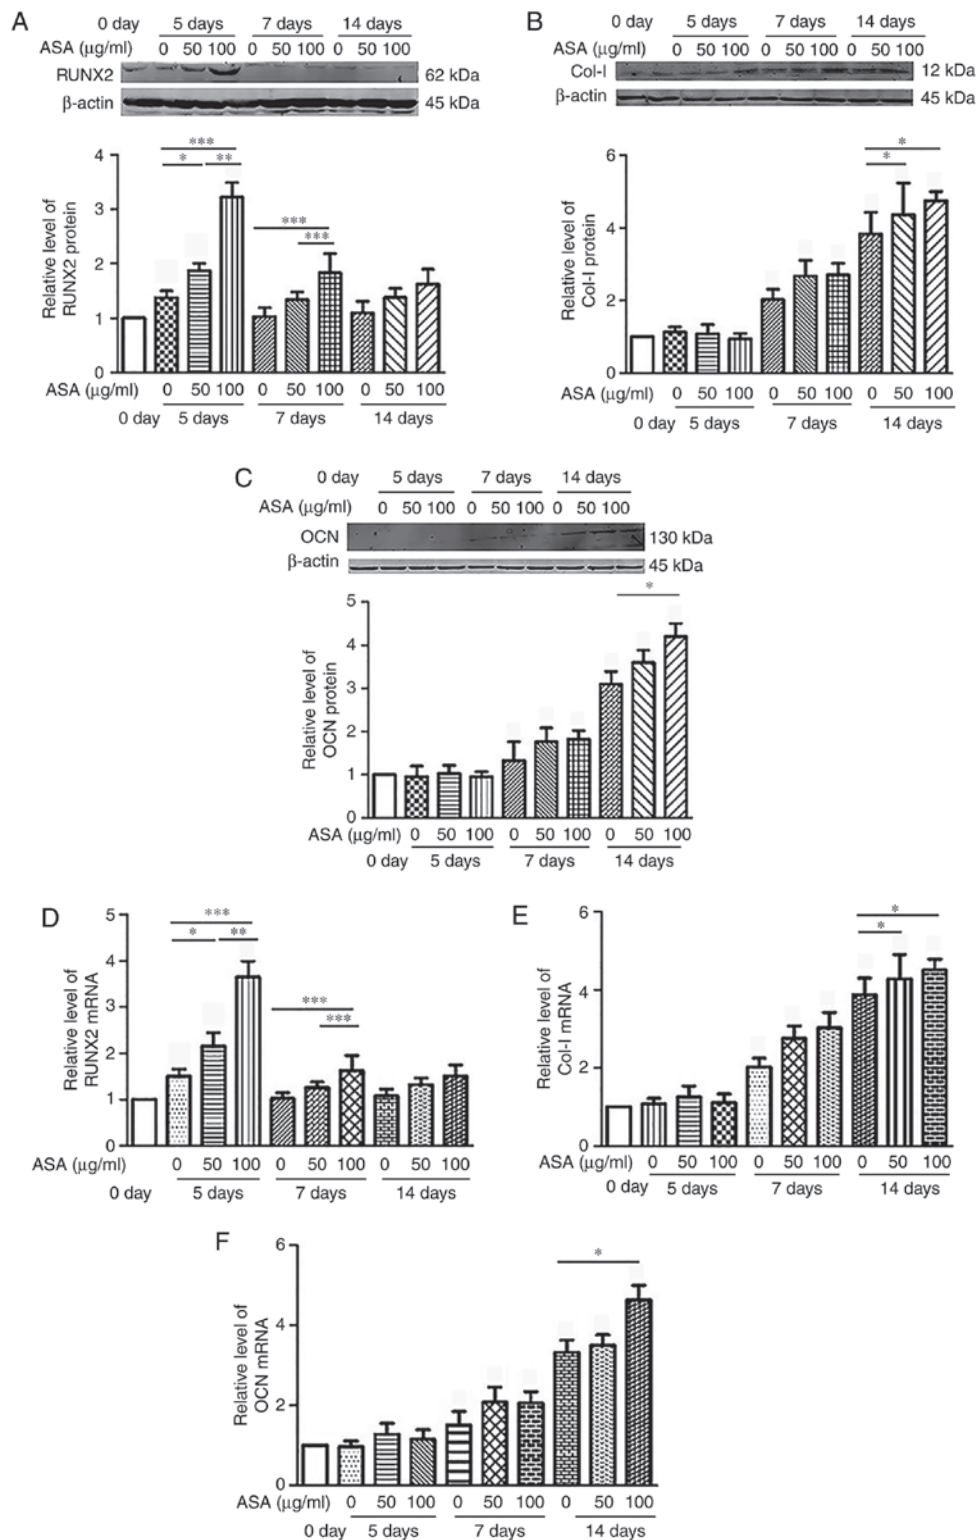 A
0 day 5 days 7 days 14 days
ASA (μg/ml) 0 50 100 0 50 100 0 50 100
RUNX2 62 kDa
β-actin 45 kDa
*** 
* **
***
***
Relative level of
RUNX2 protein
4
3
2
1
0
ASA (μg/ml) 0 50 100 0 50 100 0 50 100
0 day 5 days 7 days 14 days
B
0 day 5 days 7 days 14 days
ASA (μg/ml) 0 50 100 0 50 100 0 50 100
Col-I 12 kDa
β-actin 45 kDa
*
*
Relative level of
Col-I protein
6
4
2
0
ASA (μg/ml) 0 50 100 0 50 100 0 50 100
0 day 5 days 7 days 14 days
C
0 day 5 days 7 days 14 days
ASA (μg/ml) 0 50 100 0 50 100 0 50 100
OCN 130 kDa
β-actin 45 kDa
*
Relative level of
OCN protein
5
4
3
2
1
0
ASA (μg/ml) 0 50 100 0 50 100 0 50 100
0 day 5 days 7 days 14 days
D
***
* **
***
***
Relative level of
RUNX2 mRNA
5
4
3
2
1
0
ASA (μg/ml) 0 50 100 0 50 100 0 50 100
0 day 5 days 7 days 14 days
E
*
*
Relative level of
Col-I mRNA
6
4
2
0
ASA (μg/ml) 0 50 100 0 50 100 0 50 100
0 day 5 days 7 days 14 days
F
*
Relative level of
OCN mRNA
6
4
2
0
ASA (μg/ml) 0 50 100 0 50 100 0 50 100
0 day 5 days 7 days 14 days